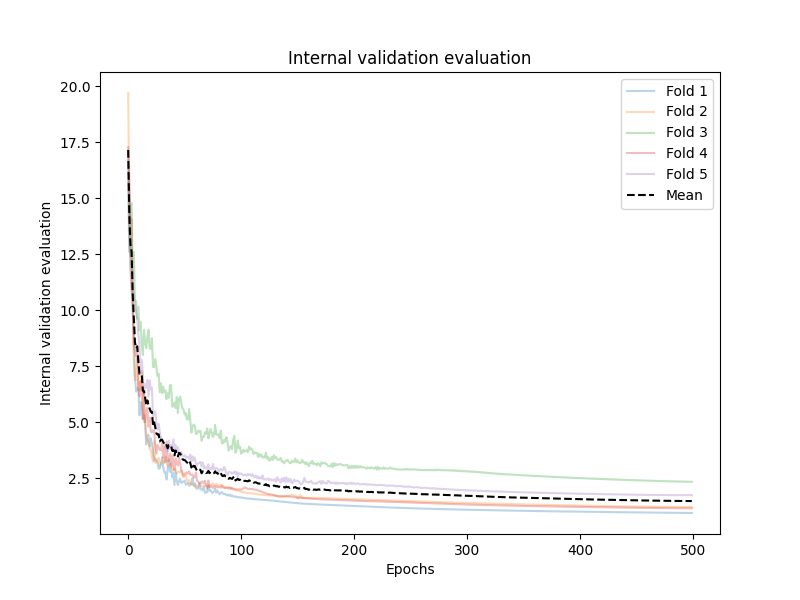 Internal validation evaluation
20.0
17.5
15.0
12.5
10.0
7.5
5.0
2.5
Internal validation evaluation
Fold 1
Fold 2
Fold 3
Fold 4
Fold 5
Mean
0 100 200 300 400 500
Epochs